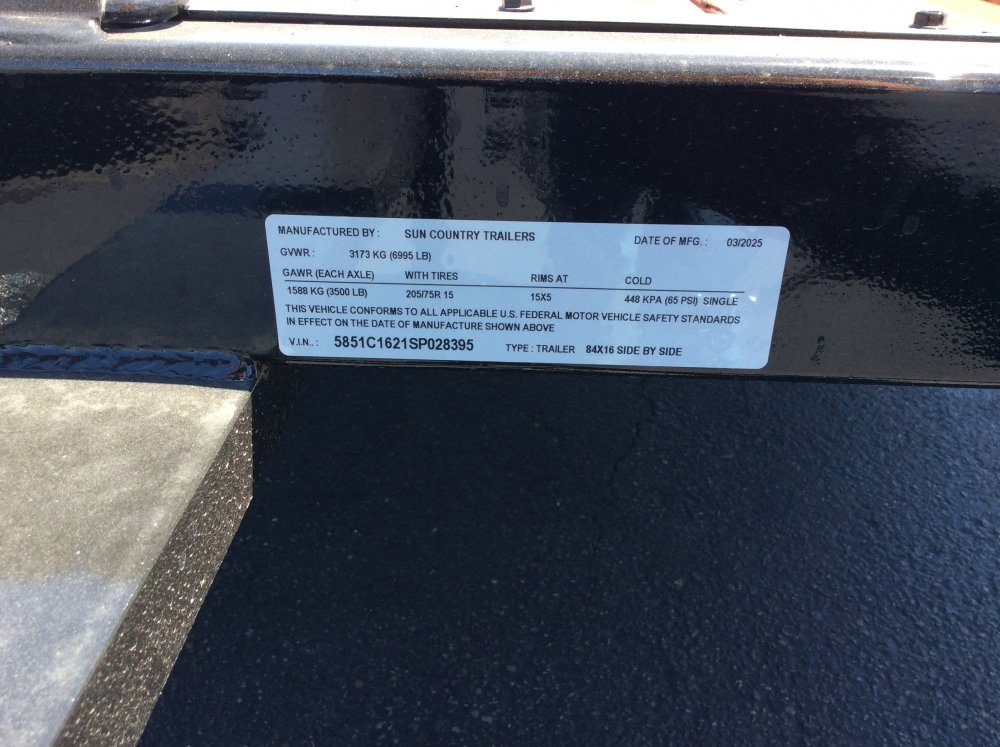 MANUFACTURED BY : SUN COUNTRY TRAILERS DATE OF MFG. : 03/2025
GVWR : 3173 KG (6995 LB)
GAWR (EACH AXLE) WITH TIRES RIMS AT COLD
1588 KG (3500 LB) 205/75R 15 15X5 448 KPA (65 PSI) SINGLE
THIS VEHICLE CONFORMS TO ALL APPLICABLE U.S. FEDERAL MOTOR VEHICLE SAFETY STANDARDS
IN EFFECT ON THE DATE OF MANUFACTURE SHOWN ABOVE
V.I.N.. : 5851C1621SP028395 TYPE : TRAILER 84X16 SIDE BY SIDE